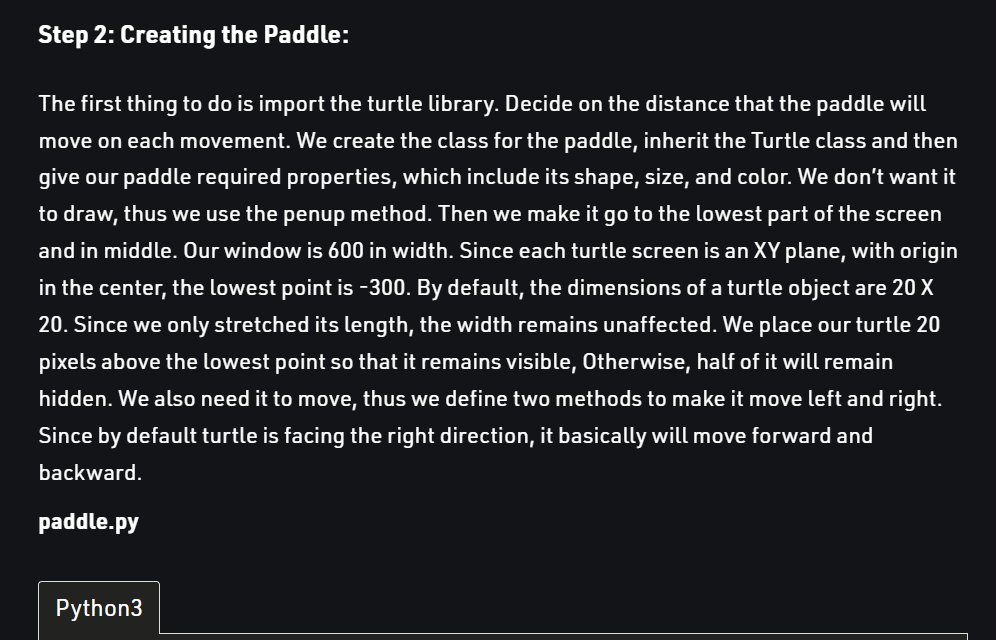 Step 2: Creating the Paddle:
The first thing to do is import the turtle library. Decide on the distance that the paddle will
move on each movement. We create the class for the paddle, inherit the Turtle class and then
give our paddle required properties, which include its shape, size, and color. We don’t want it
to draw, thus we use the penup method. Then we make it go to the lowest part of the screen
and in middle. Our window is 600 in width. Since each turtle screen is an XY plane, with origin
in the center, the lowest point is -300. By default, the dimensions of a turtle object are 20 X
20. Since we only stretched its length, the width remains unaffected. We place our turtle 20
pixels above the lowest point so that it remains visible, Otherwise, half of it will remain
hidden. We also need it to move, thus we define two methods to make it move left and right.
Since by default turtle is facing the right direction, it basically will move forward and
backward.
paddle.py
Python3